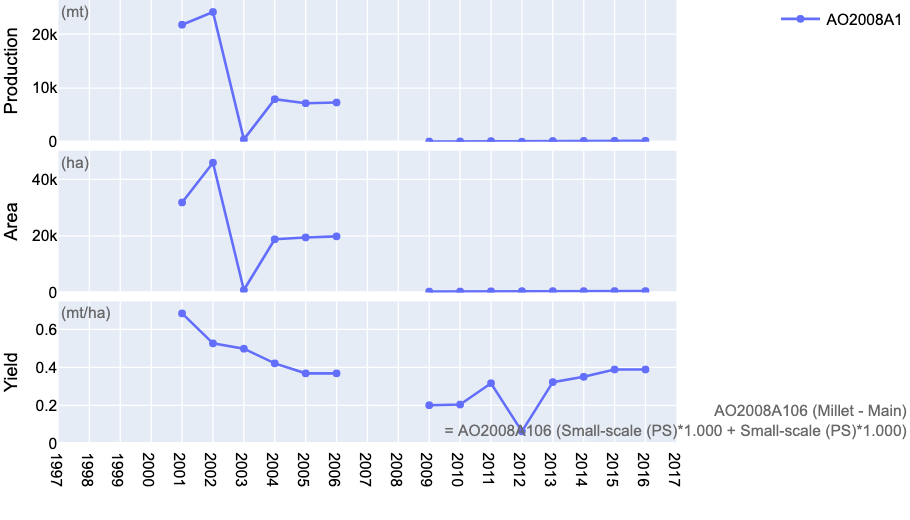 (mt)
AO2008A1
Production
20k
10k
0
(ha)
Area
40k
20k
0
(mt/ha)
Yield
0.6
0.4
0.2
0
AO2008A106 (Millet - Main)
= AO2008A106 (Small-scale (PS)*1.000 + Small-scale (PS)*1.000)
1997 1998 1999 2000 2001 2002 2003 2004 2005 2006 2007 2008 2009 2010 2011 2012 2013 2014 2015 2016 2017